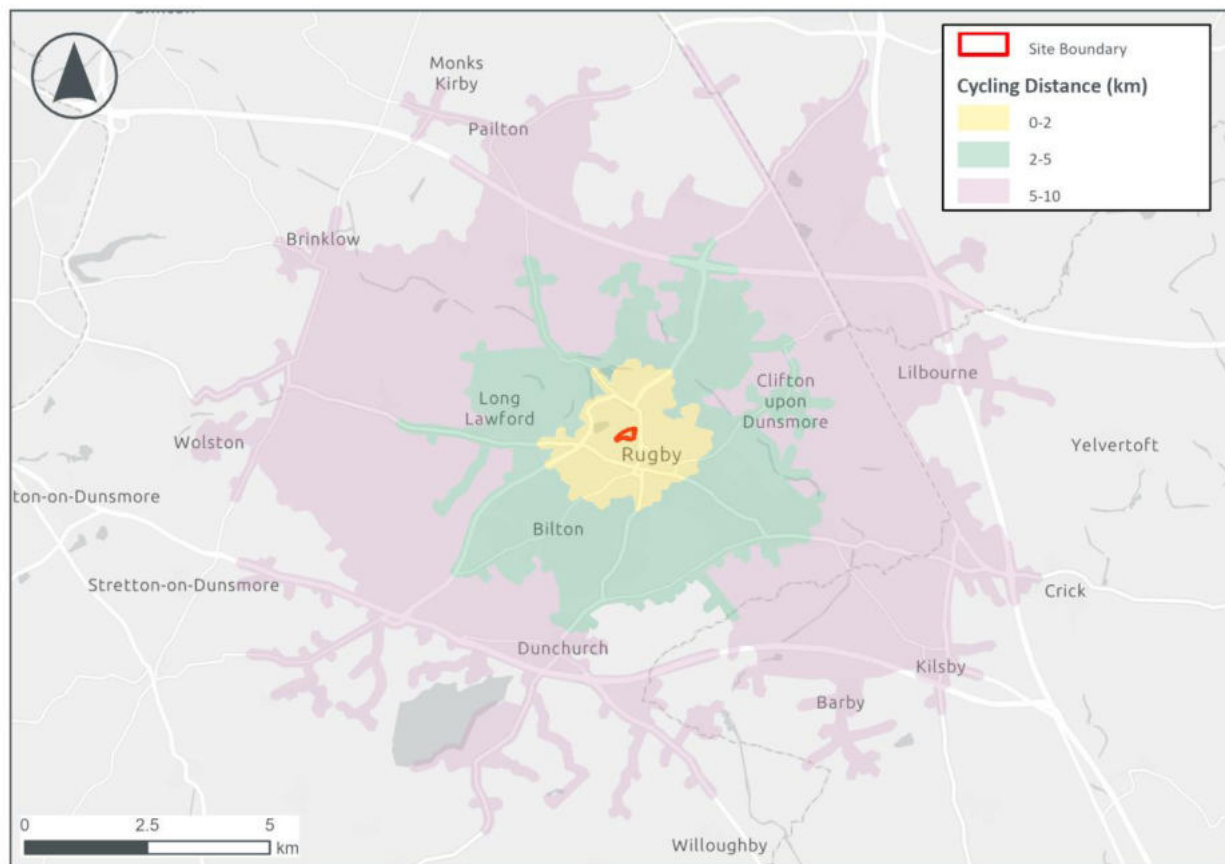 Site Boundary
Cycling Distance (km)
0-2
2-5
5-10
Monks
Kirby
Pailton
Brinklow
Long
Lawford
Clifton
upon
Dunsmore
Lilbourne
Wolston
Rugby
Yelvertoft
ton-on-Dunsmore
Bilton
Stretton-on-Dunsmore
Crick
Dunchurch
Kilsby
Barby
Willoughby
0 2.5 5
km